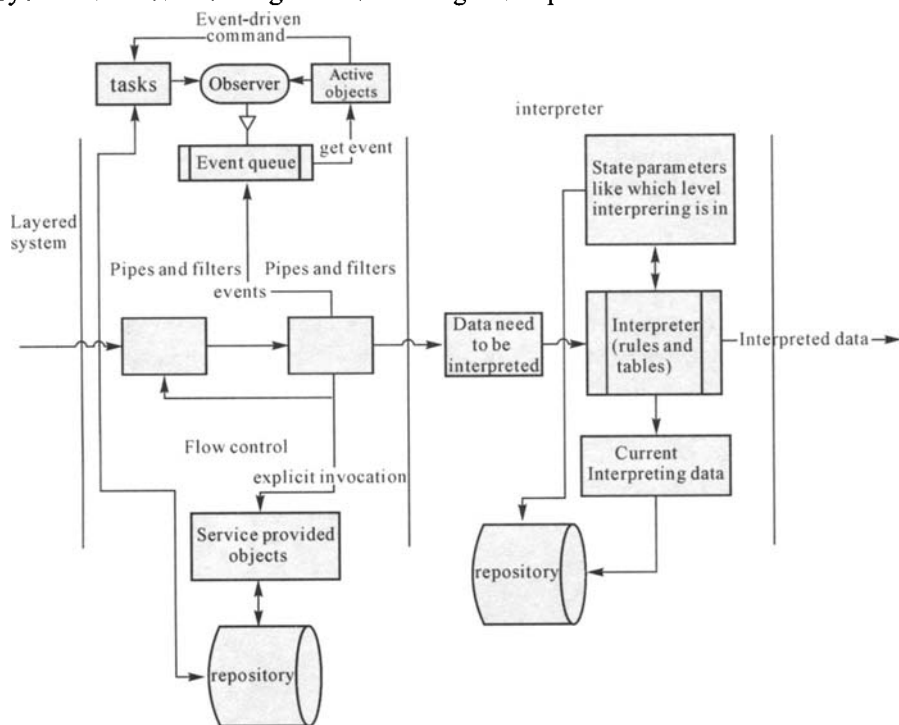 Event-driven
command
tasks
Observer
Active
objects
interpreter
Event queue
get event
State parameters
like which level
interprering is in
Layered
system
Pipes and filters
Pipes and filters
events
Data need
to be
interpreted
Interpreter
(rules and
tables)
Interpreted data
Flow control
explicit invocation
Current
Interpreting data
Service provided
objects
repository
repository